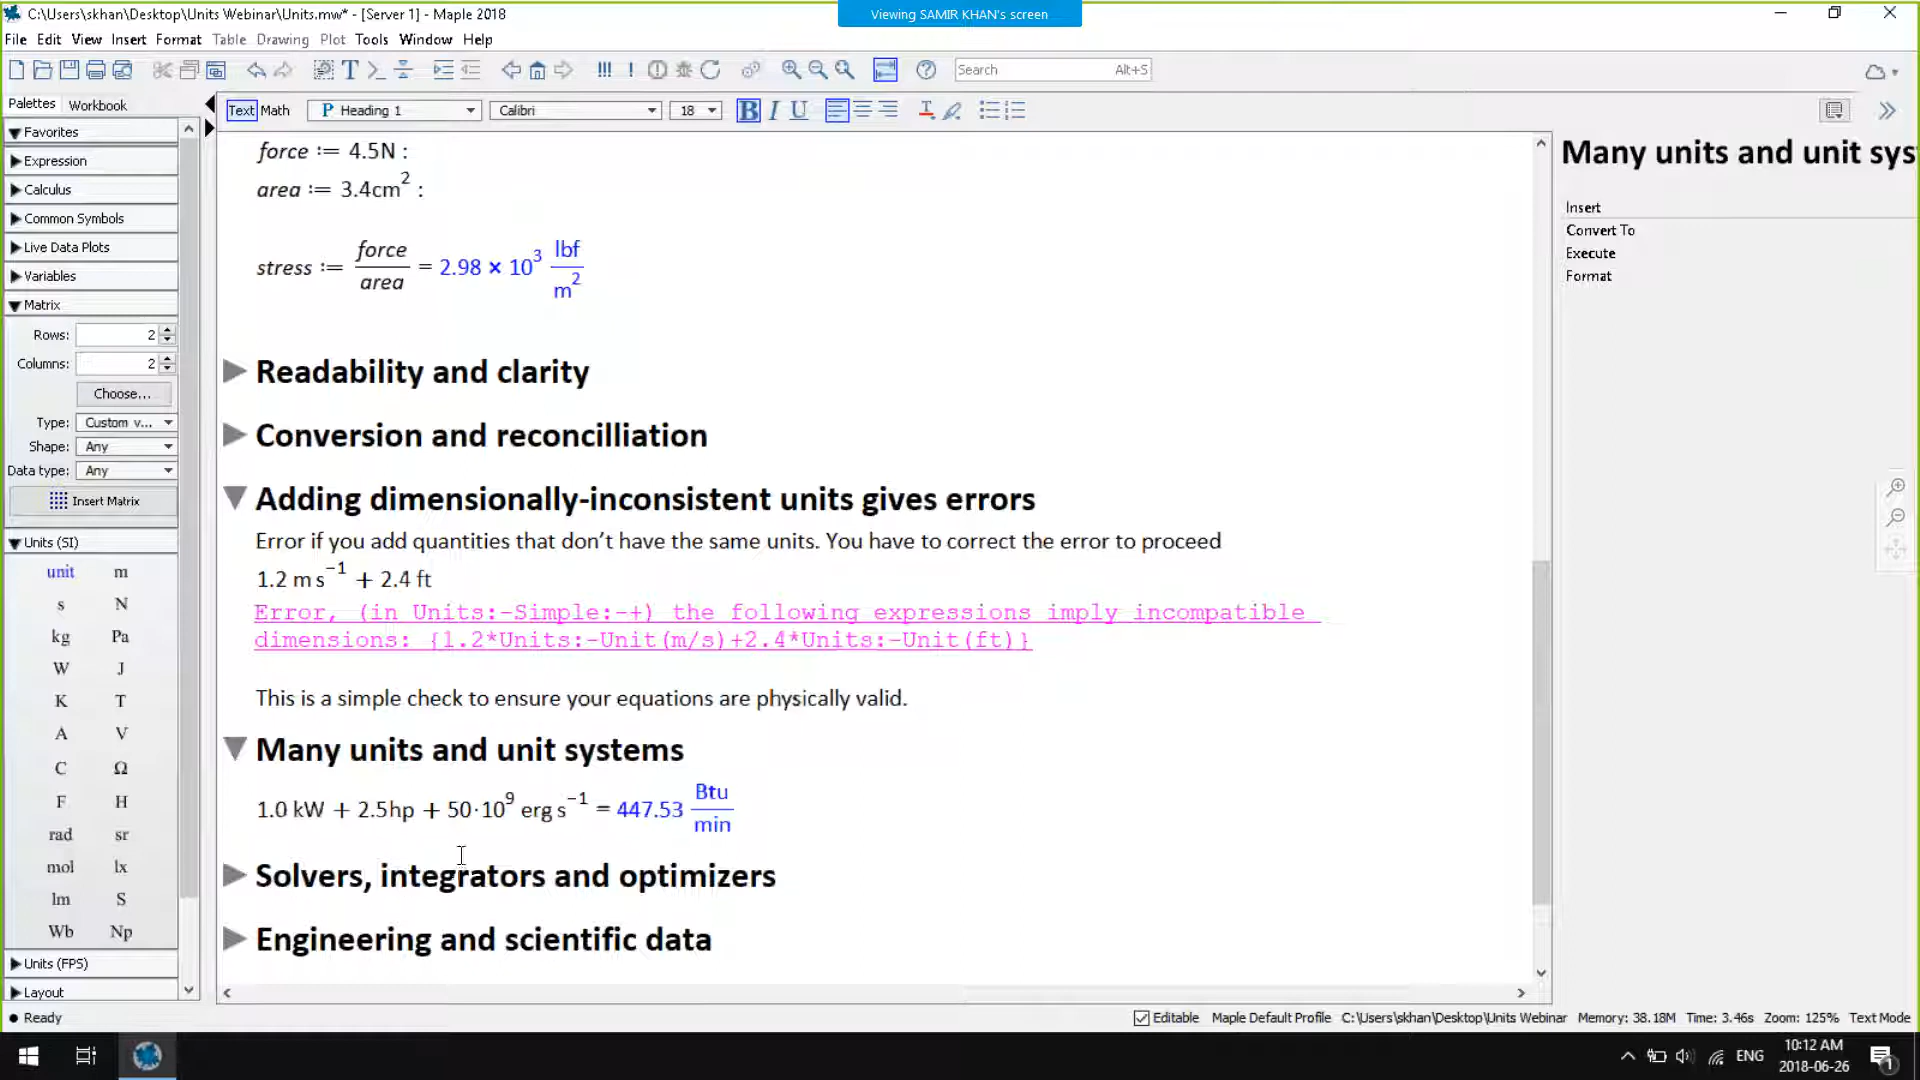 C:\Users\skhan\Desktop\Units Webinar\Units.mw* - [Server 1] - Maple 2018
Viewing SAMIR KHAN's screen
File Edit View Insert Format Table Drawing Plot Tools Window Help
Search Alt+S
Palettes Workbook
Text Math P Heading 1 Calibri 18 B I U
Favorites
Expression
Calculus
Common Symbols
Live Data Plots
Variables
Matrix
Rows: 2
Columns: 2
Choose...
Type: Custom v...
Shape: Any
Data type: Any
Insert Matrix
Units (SI)
unit m
s N
kg Pa
W J
K T
A V
C Ω
F H
rad sr
mol lx
lm S
Wb Np
Units (FPS)
Layout
force := 4.5N :
area := 3.4cm² :
stress := force/area = 2.98 × 10³ lbf/m²
Readability and clarity
Conversion and reconcilliation
Adding dimensionally-inconsistent units gives errors
Error if you add quantities that don't have the same units. You have to correct the error to proceed
1.2 m s⁻¹ + 2.4 ft
Error, (in Units:-Simple:-+) the following expressions imply incompatible
dimensions: {1.2*Units:-Unit(m/s)+2.4*Units:-Unit(ft)}
This is a simple check to ensure your equations are physically valid.
Many units and unit systems
1.0 kW + 2.5hp + 50·10⁹ erg s⁻¹ = 447.53 Btu/min
Solvers, integrators and optimizers
Engineering and scientific data
Many units and unit sys
Insert
Convert To
Execute
Format
Ready
Editable Maple Default Profile C:\Users\skhan\Desktop\Units Webinar Memory: 38.18M Time: 3.46s Zoom: 125% Text Mode
ENG
10:12 AM
2018-06-26
1